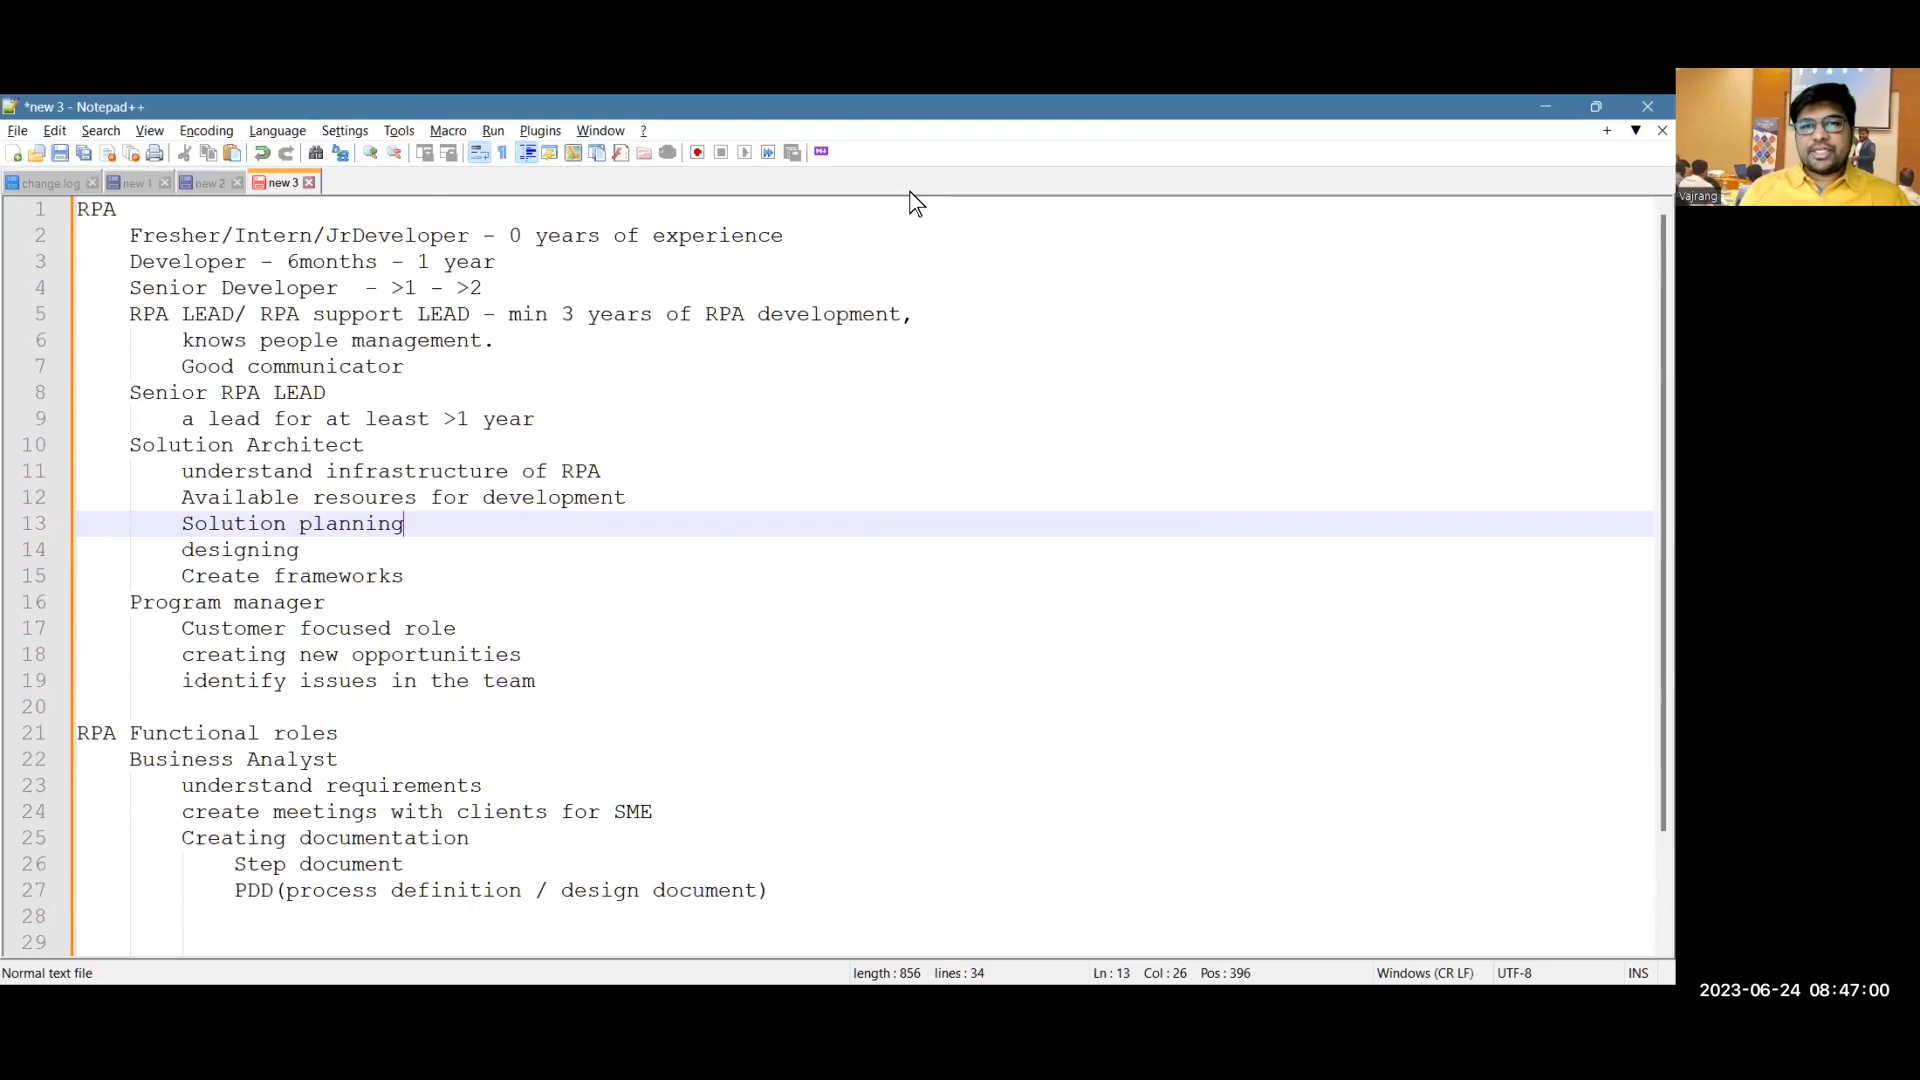 *new 3 - Notepad++
File Edit Search View Encoding Language Settings Tools Macro Run Plugins Window ?
change.log new 1 new 2 new 3
1 RPA
2 Fresher/Intern/JrDeveloper - 0 years of experience
3 Developer - 6months - 1 year
4 Senior Developer - >1 - >2
5 RPA LEAD/ RPA support LEAD - min 3 years of RPA development,
6 knows people management.
7 Good communicator
8 Senior RPA LEAD
9 a lead for at least >1 year
10 Solution Architect
11 understand infrastructure of RPA
12 Available resoures for development
13 Solution planning
14 designing
15 Create frameworks
16 Program manager
17 Customer focused role
18 creating new opportunities
19 identify issues in the team
20
21 RPA Functional roles
22 Business Analyst
23 understand requirements
24 create meetings with clients for SME
25 Creating documentation
26 Step document
27 PDD(process definition / design document)
28
29
Normal text file length : 856 lines : 34 Ln : 13 Col : 26 Pos : 396 Windows (CR LF) UTF-8 INS
Vajrang
2023-06-24 08:47:00